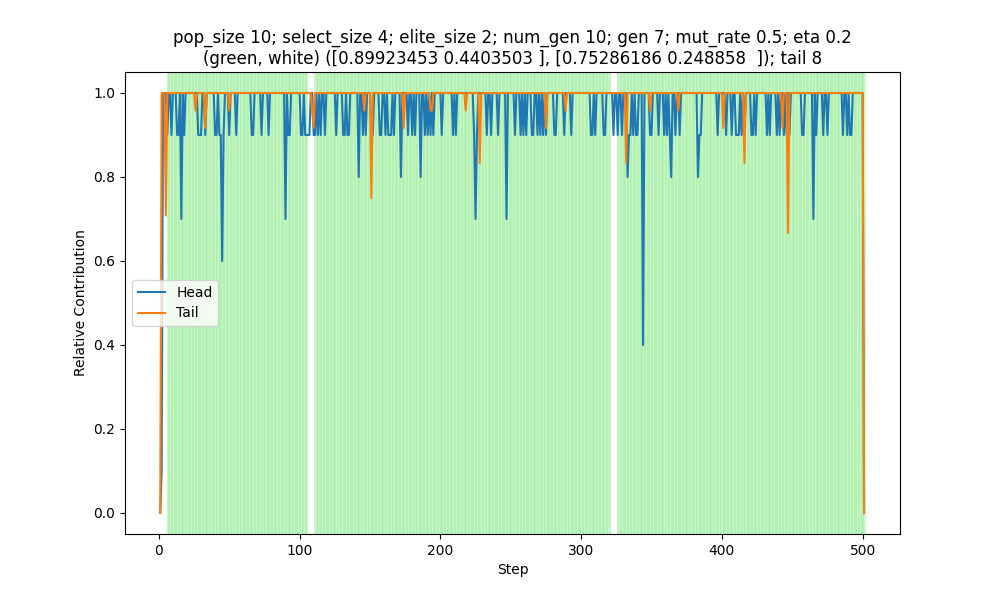 pop_size 10; select_size 4; elite_size 2; num_gen 10; gen 7; mut_rate 0.5; eta 0.2
(green, white) ([0.89923453 0.4403503 ], [0.75286186 0.248858  ]); tail 8
1.0
0.8
0.6
0.4
0.2
0.0
Relative Contribution
Head
Tail
0
100
200
300
400
500
Step